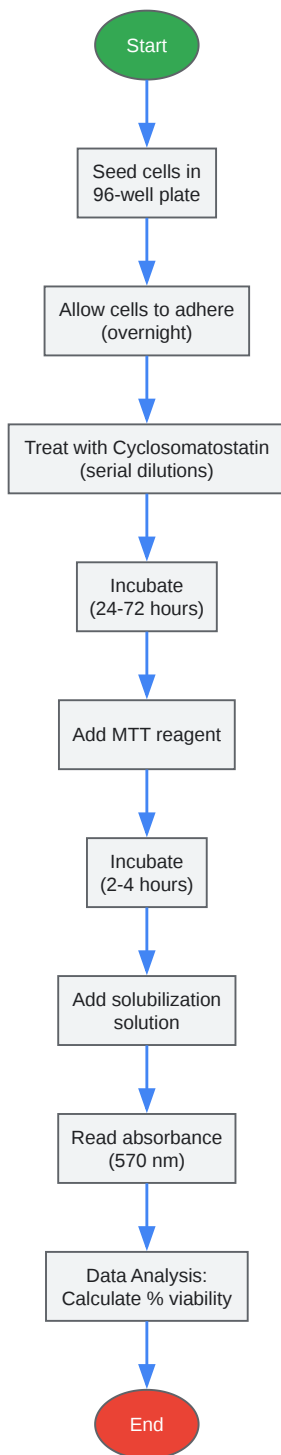 Start
Seed cells in
96-well plate
Allow cells to adhere
(overnight)
Treat with Cyclosomatostatin
(serial dilutions)
Incubate
(24-72 hours)
Add MTT reagent
Incubate
(2-4 hours)
Add solubilization
solution
Read absorbance
(570 nm)
Data Analysis:
Calculate % viability
End